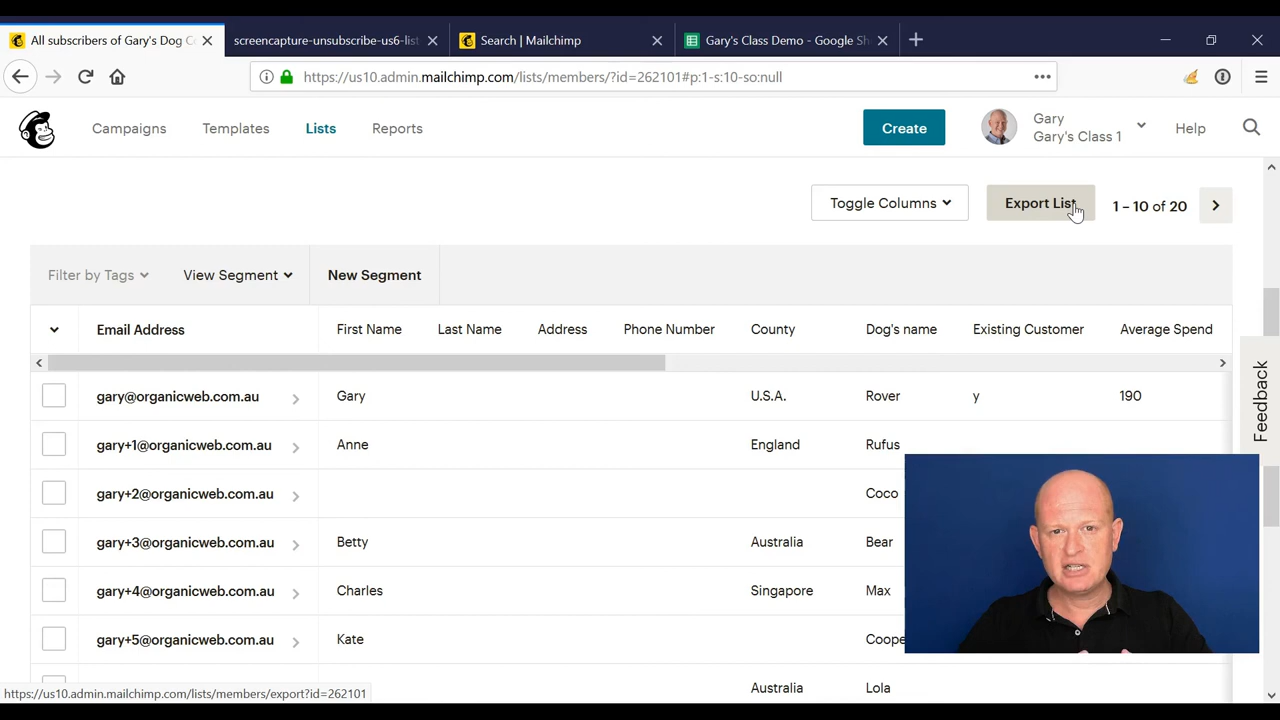 All subscribers of Gary's Dog C
screencapture-unsubscribe-us6-list
Search | Mailchimp
Gary's Class Demo - Google Sh
https://us10.admin.mailchimp.com/lists/members/?id=262101#p:1-s:10-so:null
Campaigns
Templates
Lists
Reports
Create
Gary
Gary's Class 1
Help
Toggle Columns
Export List
1 – 10 of 20
Filter by Tags
View Segment
New Segment
Email Address
First Name
Last Name
Address
Phone Number
County
Dog's name
Existing Customer
Average Spend
gary@organicweb.com.au
Gary
U.S.A.
Rover
y
190
gary+1@organicweb.com.au
Anne
England
Rufus
gary+2@organicweb.com.au
Coco
gary+3@organicweb.com.au
Betty
Australia
Bear
gary+4@organicweb.com.au
Charles
Singapore
Max
gary+5@organicweb.com.au
Kate
Coope
Australia
Lola
Feedback
https://us10.admin.mailchimp.com/lists/members/export?id=262101